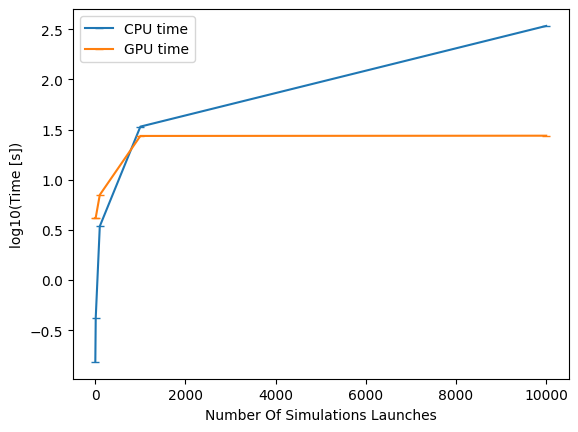 CPU time
GPU time
2.5
2.0
1.5
1.0
0.5
0.0
−0.5
log10(Time [s])
0 2000 4000 6000 8000 10000
Number Of Simulations Launches